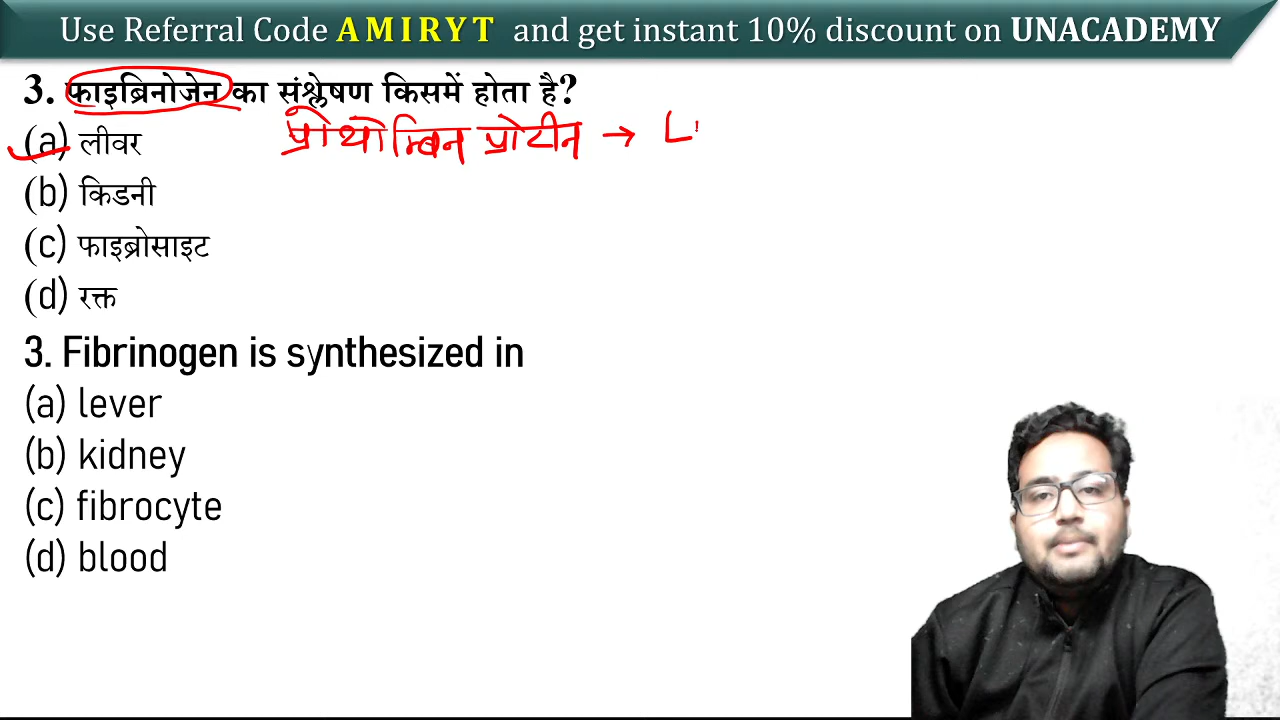 Use Referral Code AMIRYT and get instant 10% discount on UNACADEMY
3. फाइब्रिनोजेन का संश्लेषण किसमें होता है?
(a) लीवर
प्रोथोम्बिन प्रोटीन → L
(b) किडनी
(c) फाइब्रोसाइट
(d) रक्त
3. Fibrinogen is synthesized in
(a) lever
(b) kidney
(c) fibrocyte
(d) blood